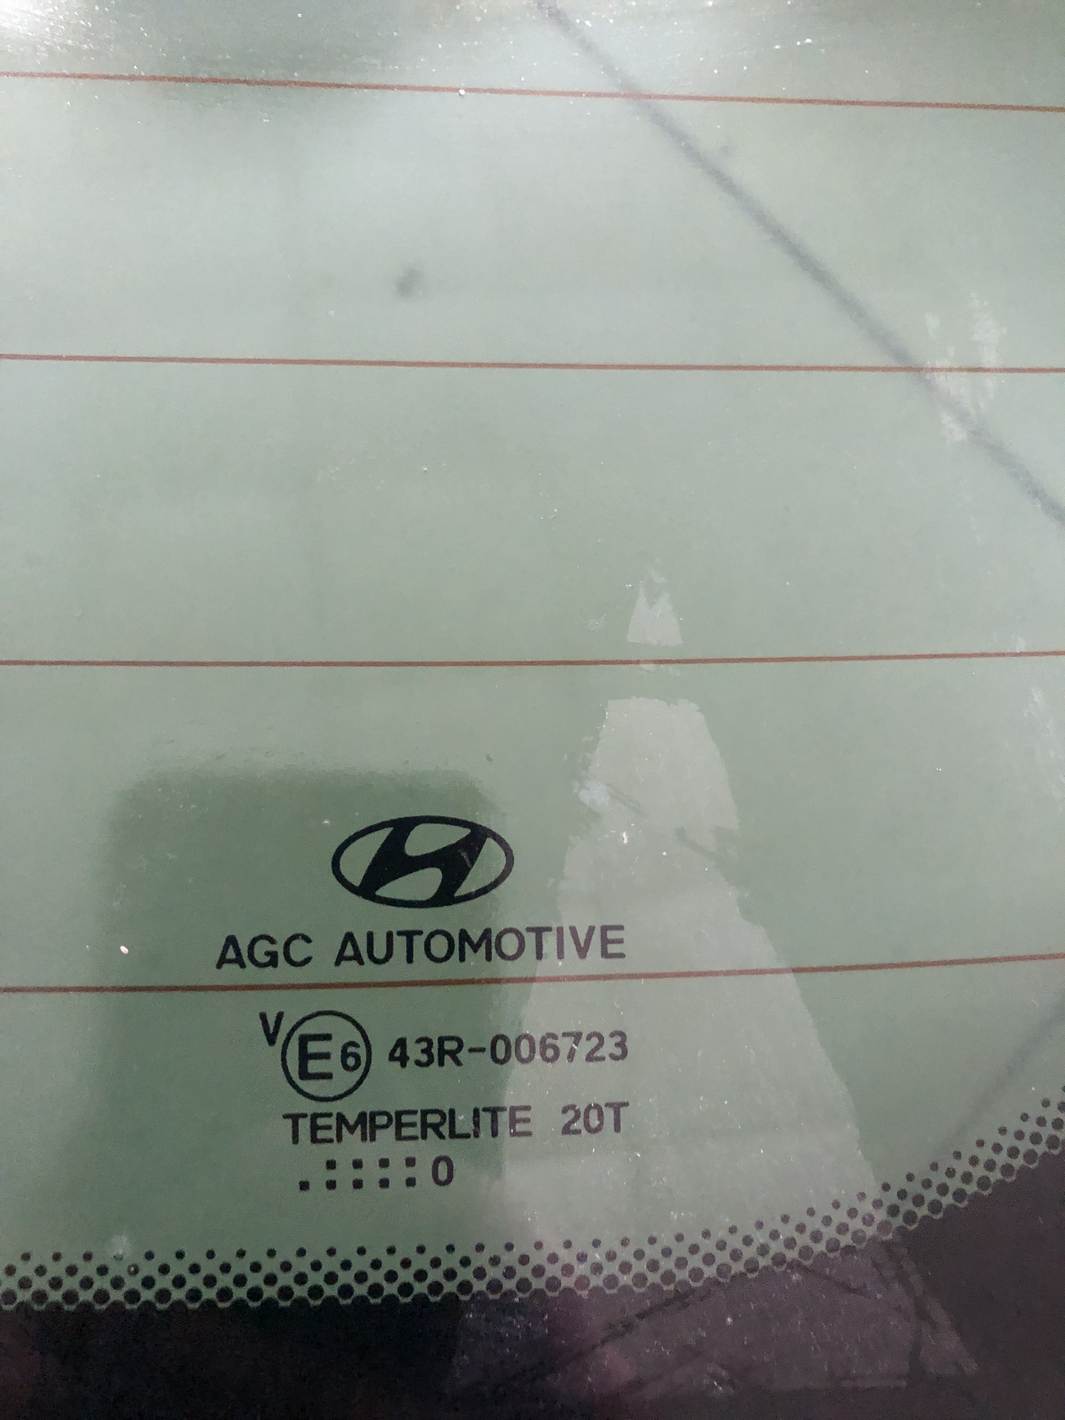 AGC AUTOMOTIVE
V E6 43R-006723
TEMPERLITE 20T
.::::0